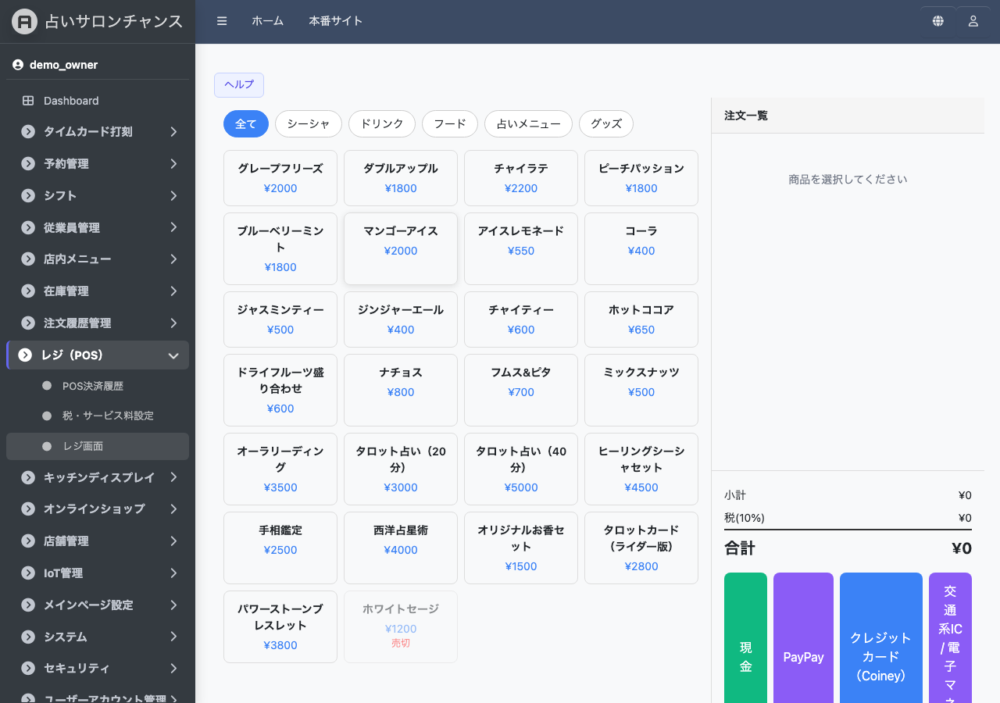 占いサロンチャンス
ホーム
本番サイト
demo_owner
Dashboard
タイムカード打刻
予約管理
シフト
従業員管理
店内メニュー
在庫管理
注文履歴管理
レジ（POS）
POS決済履歴
税・サービス料設定
レジ画面
キッチンディスプレイ
オンラインショップ
店舗管理
IoT管理
メインページ設定
システム
セキュリティ
ユーザーアカウント管理
ヘルプ
全て
シーシャ
ドリンク
フード
占いメニュー
グッズ
グレープフリーズ
¥2000
ダブルアップル
¥1800
チャイラテ
¥2200
ピーチパッション
¥1800
ブルーベリーミン
ト
¥1800
マンゴーアイス
¥2000
アイスレモネード
¥550
コーラ
¥400
ジャスミンティー
¥500
ジンジャーエール
¥400
チャイティー
¥600
ホットココア
¥650
ドライフルーツ盛
り合わせ
¥600
ナチョス
¥800
フムス&ピタ
¥700
ミックスナッツ
¥500
オーラリーディン
グ
¥3500
タロット占い（20
分）
¥3000
タロット占い（40
分）
¥5000
ヒーリングシーシ
ャセット
¥4500
手相鑑定
¥2500
西洋占星術
¥4000
オリジナルお香セ
ット
¥1500
タロットカード
（ライダー版）
¥2800
パワーストーンブ
レスレット
¥3800
ホワイトセージ
¥1200
売切
注文一覧
商品を選択してください
小計
¥0
税(10%)
¥0
合計
¥0
現
金
PayPay
クレジット
カード
（Coiney）
交
通
系IC
/ 電
子
マ
ネ